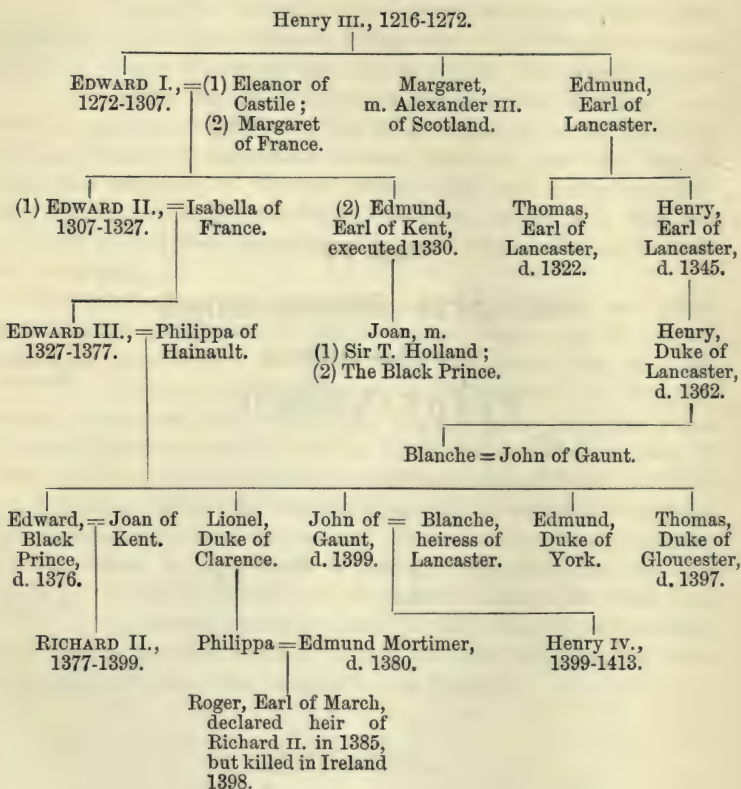 Henry III., 1216-1272.
EDWARD I., = (1) Eleanor of
1272-1307. Castile ;
(2) Margaret
of France.
Margaret,
m. Alexander III.
of Scotland.
Edmund,
Earl of
Lancaster.
(1) EDWARD II., = Isabella of
1307-1327. France.
(2) Edmund,
Earl of Kent,
executed 1330.
Thomas,
Earl of
Lancaster,
d. 1322.
Henry,
Earl of
Lancaster,
d. 1345.
EDWARD III., = Philippa of
1327-1377. Hainault.
Joan, m.
(1) Sir T. Holland ;
(2) The Black Prince.
Henry,
Duke of
Lancaster,
d. 1362.
Blanche = John of Gaunt.
Edward, = Joan of
Black Kent.
Prince,
d. 1376.
Lionel,
Duke of
Clarence.
John of = Blanche,
Gaunt, heiress of
d. 1399. Lancaster.
Edmund,
Duke of
York.
Thomas,
Duke of
Gloucester,
d. 1397.
RICHARD II.,
1377-1399.
Philippa = Edmund Mortimer,
d. 1380.
Henry IV.,
1399-1413.
Roger, Earl of March,
declared heir of
Richard II. in 1385,
but killed in Ireland
1398.